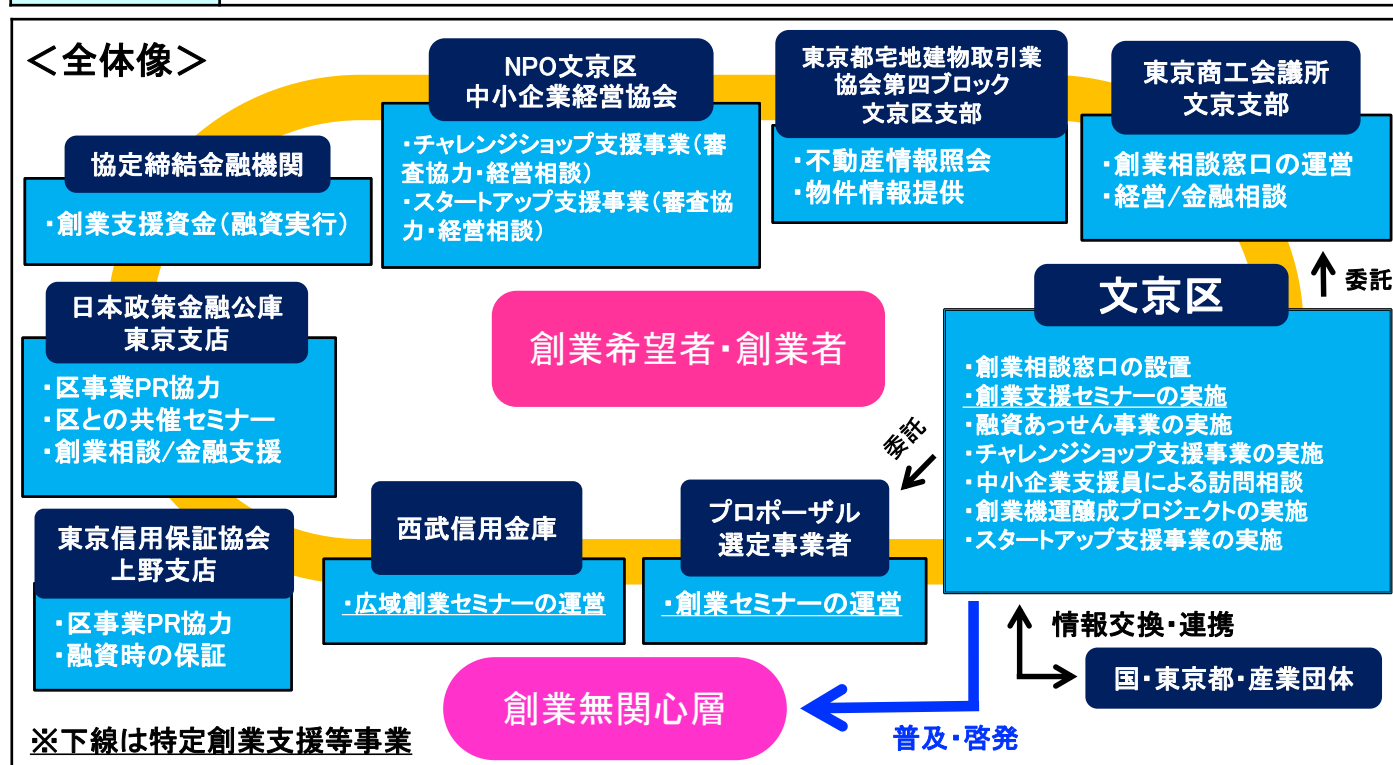 <全体像>
NPO文京区
中小企業経営協会
・チャレンジショップ支援事業(審
査協力・経営相談)
・スタートアップ支援事業(審査協
力・経営相談)
東京都宅地建物取引業
協会第四ブロック
文京区支部
・不動産情報照会
・物件情報提供
東京商工会議所
文京支部
・創業相談窓口の運営
・経営/金融相談
協定締結金融機関
・創業支援資金(融資実行)
委託
文京区
・創業相談窓口の設置
・創業支援セミナーの実施
・融資あっせん事業の実施
・チャレンジショップ支援事業の実施
・中小企業支援員による訪問相談
・創業機運醸成プロジェクトの実施
・スタートアップ支援事業の実施
日本政策金融公庫
東京支店
・区事業PR協力
・区との共催セミナー
・創業相談/金融支援
創業希望者・創業者
委託
東京信用保証協会
上野支店
・区事業PR協力
・融資時の保証
西武信用金庫
・広域創業セミナーの運営
プロポーザル
選定事業者
・創業セミナーの運営
情報交換・連携
国・東京都・産業団体
創業無関心層
普及・啓発
※下線は特定創業支援等事業